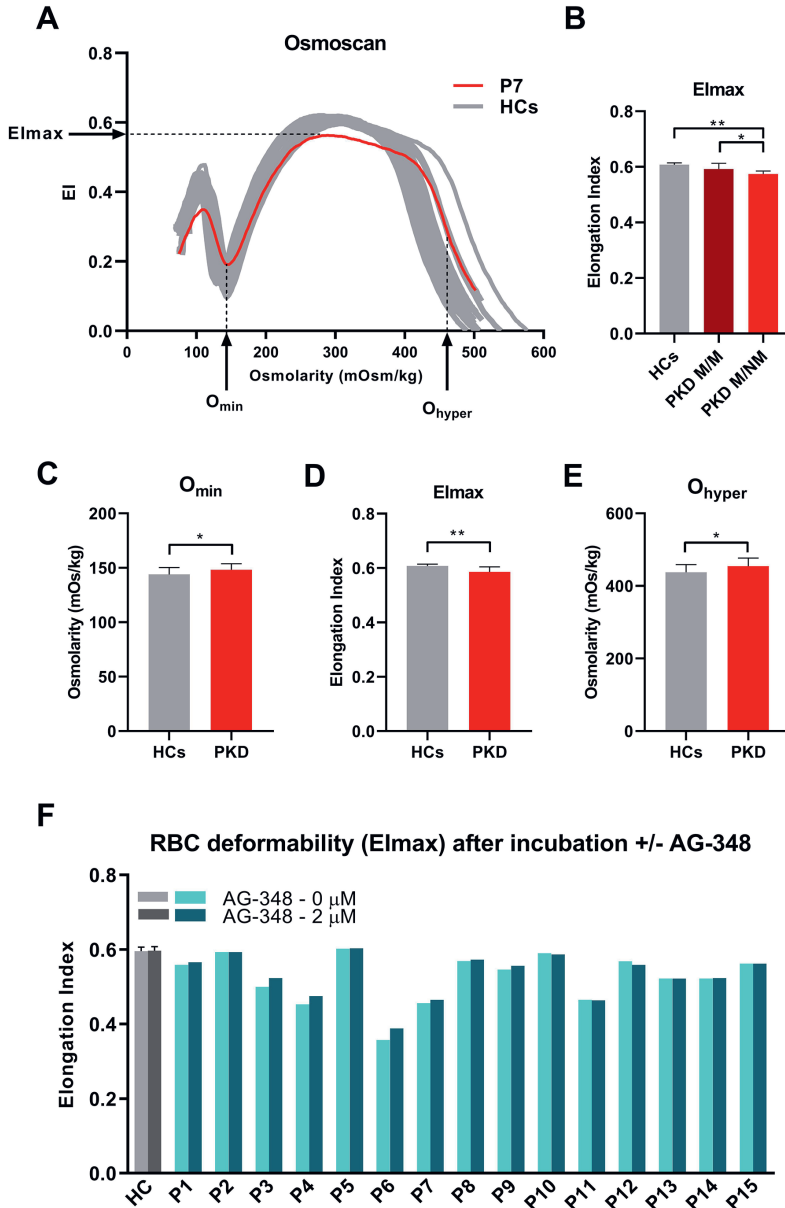 A
Osmoscan
0.8
0.6
0.4
0.2
0.0
EI
EImax
P7
HCs
0
100
200
300
400
500
600
Osmolarity (mOsm/kg)
Omin
Ohyper
B
EImax
**
*
0.8
0.6
0.4
0.2
0.0
Elongation Index
HCs
PKD M/M
PKD M/NM
C
Omin
*
200
150
100
50
0
Osmolarity (mOs/kg)
HCs
PKD
D
EImax
**
0.8
0.6
0.4
0.2
0.0
Elongation Index
HCs
PKD
E
Ohyper
*
600
400
200
0
Osmolarity (mOs/kg)
HCs
PKD
F
RBC deformability (EImax) after incubation +/- AG-348
0.8
0.6
0.4
0.2
0.0
Elongation Index
AG-348 - 0 μM
AG-348 - 2 μM
HC
P1
P2
P3
P4
P5
P6
P7
P8
P9
P10
P11
P12
P13
P14
P15